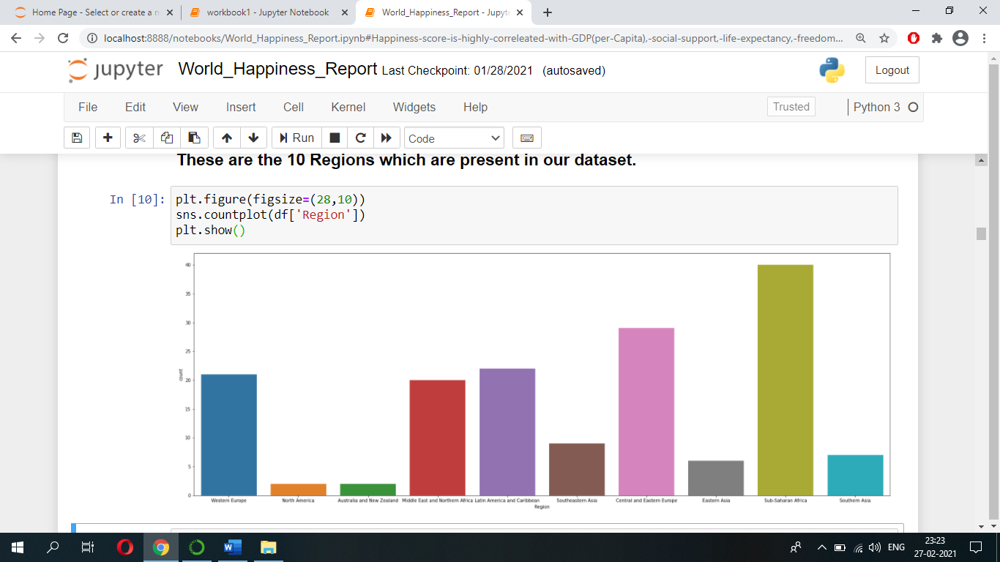 Home Page - Select or create a n
workbook1 - Jupyter Notebook
World_Happiness_Report - Jupyte
localhost:8888/notebooks/World_Happiness_Report.ipynb#Happiness-score-is-highly-correleated-with-GDP(per-Capita),-social-support,-life-expectancy,-freedom...
jupyter World_Happiness_Report Last Checkpoint: 01/28/2021 (autosaved)
Logout
File Edit View Insert Cell Kernel Widgets Help
Trusted
Python 3
Run
Code
These are the 10 Regions which are present in our dataset.
In [10]:
plt.figure(figsize=(28,10))
sns.countplot(df['Region'])
plt.show()
40
35
30
25
20
15
10
5
0
count
Western Europe North America Australia and New Zealand Middle East and Northern Africa Latin America and Caribbean Southeastern Asia Central and Eastern Europe Eastern Asia Sub-Saharan Africa Southern Asia
Region
ENG
23:23
27-02-2021